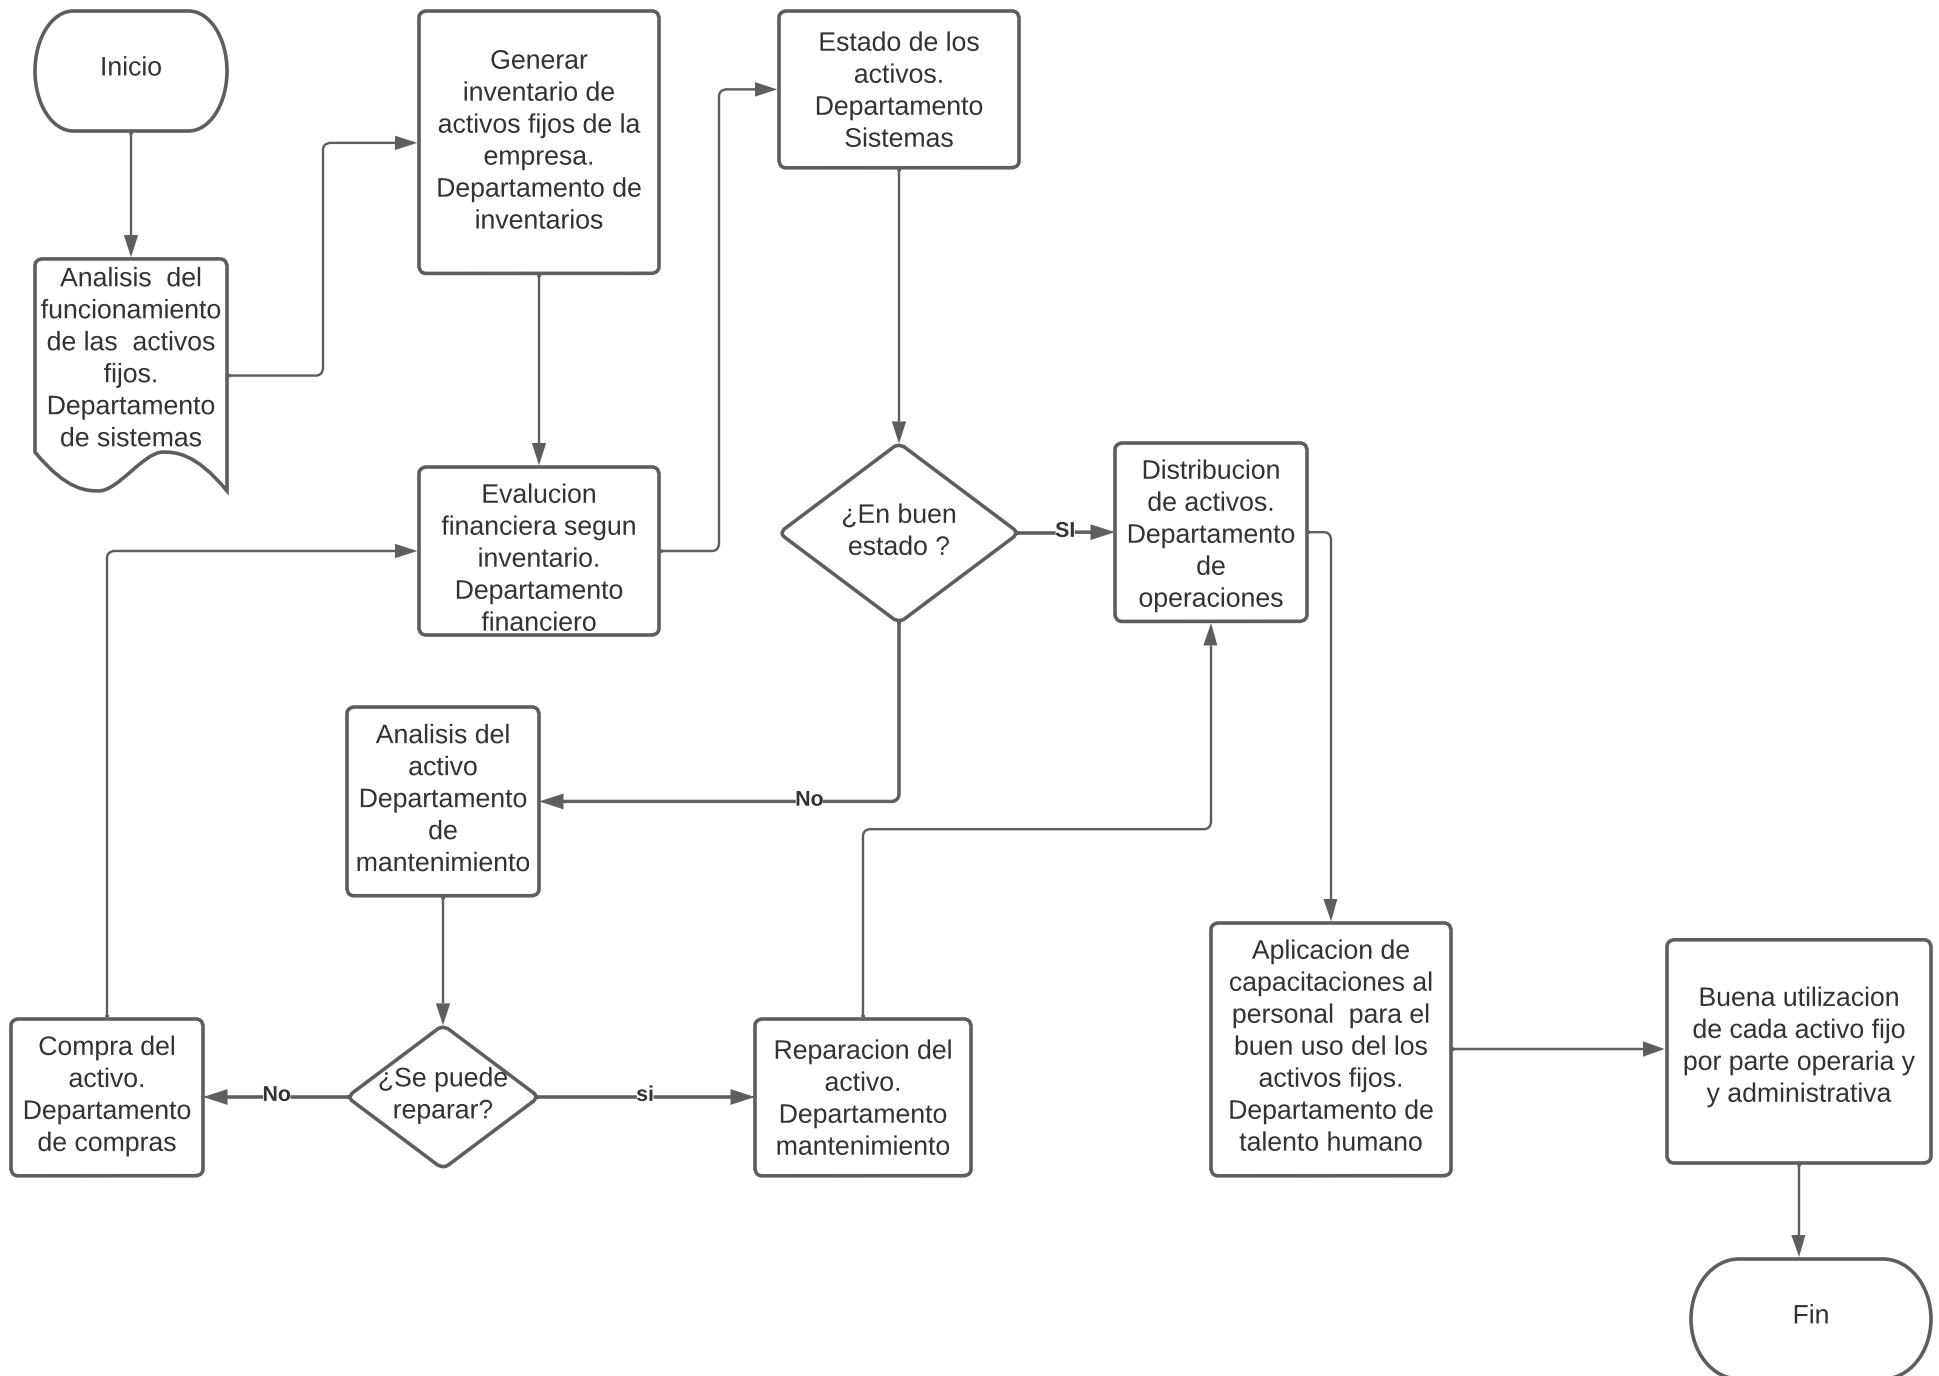 Inicio
Generar
inventario de
activos fijos de la
empresa.
Departamento de
inventarios
Estado de los
activos.
Departamento
Sistemas
Analisis  del
funcionamiento
de las  activos
fijos.
Departamento
de sistemas
Evalucion
financiera segun
inventario.
Departamento
financiero
¿En buen
estado ?
SI
Distribucion
de activos.
Departamento
de
operaciones
Analisis del
activo
Departamento
de
mantenimiento
No
Compra del
activo.
Departamento
de compras
No
¿Se puede
reparar?
si
Reparacion del
activo.
Departamento
mantenimiento
Aplicacion de
capacitaciones al
personal  para el
buen uso del los
activos fijos.
Departamento de
talento humano
Buena utilizacion
de cada activo fijo
por parte operaria y
y administrativa
Fin